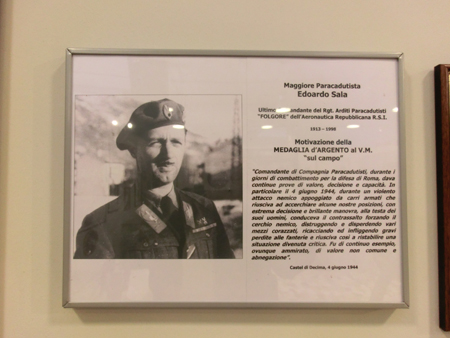 Maggiore Paracadutista
Edoardo Sala
Ultimo Comandante del Rgt. Arditi Paracadutisti
"FOLGORE" dell'Aeronautica Repubblicana R.S.I.
1913 - 1998
Motivazione della
MEDAGLIA d'ARGENTO al V.M.
"sul campo"
"Comandante di Compagnia Paracadutisti, durante i
giorni di combattimento per la difesa di Roma, dava
continue prove di valore, decisione e capacità. In
particolare il 4 giugno 1944, durante un violento
attacco nemico appoggiato da carri armati che
riusciva ad accerchiare alcune nostre posizioni, con
estrema decisione e brillante manovra, alla testa dei
suoi uomini, conduceva al contrassalto forzando il
cerchio nemico, distruggendo e disperdendo vari
mezzi corazzati, ricacciando ed infliggendo gravi
perdite alle fanterie e riusciva così a ristabilire una
situazione divenuta critica. Fu di continuo esempio,
ovunque ammirato, di valore non comune e
abnegazione".
Castel di Decima, 4 giugno 1944